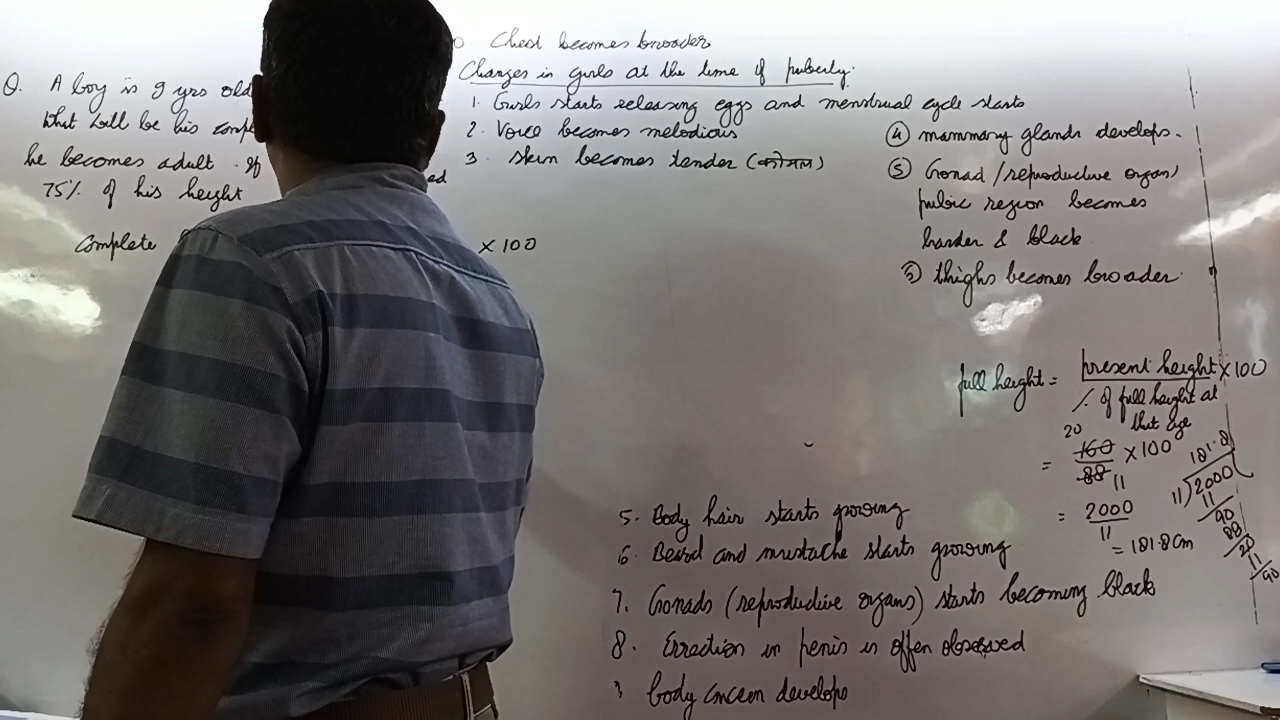 Chest becomes broader
Changes in girls at the time of puberty.
1. Girls starts releasing eggs and menstrual cycle starts
2. Voice becomes melodious
3. Skin becomes tender (कोमल)
④ mammary glands develops.
⑤ Gonad/reproductive organ/
pubic region becomes
harder & black
thighs becomes broader.
Q. A boy is 9 yrs old
What will be his
he becomes adult. If
ed
75% of his height
Complete
× 100
full height = present height × 100
% of full height at
that age
20
= 160 × 100
88 11
= 2000
11
= 181.8 cm
181.8
11)2000
11
90
88
20
11
90
5. Body hair starts growing
6. Beard and mustache starts growing
7. Gonads (reproductive organs) starts becoming black
8. Errection in penis is often observed
body concern develops